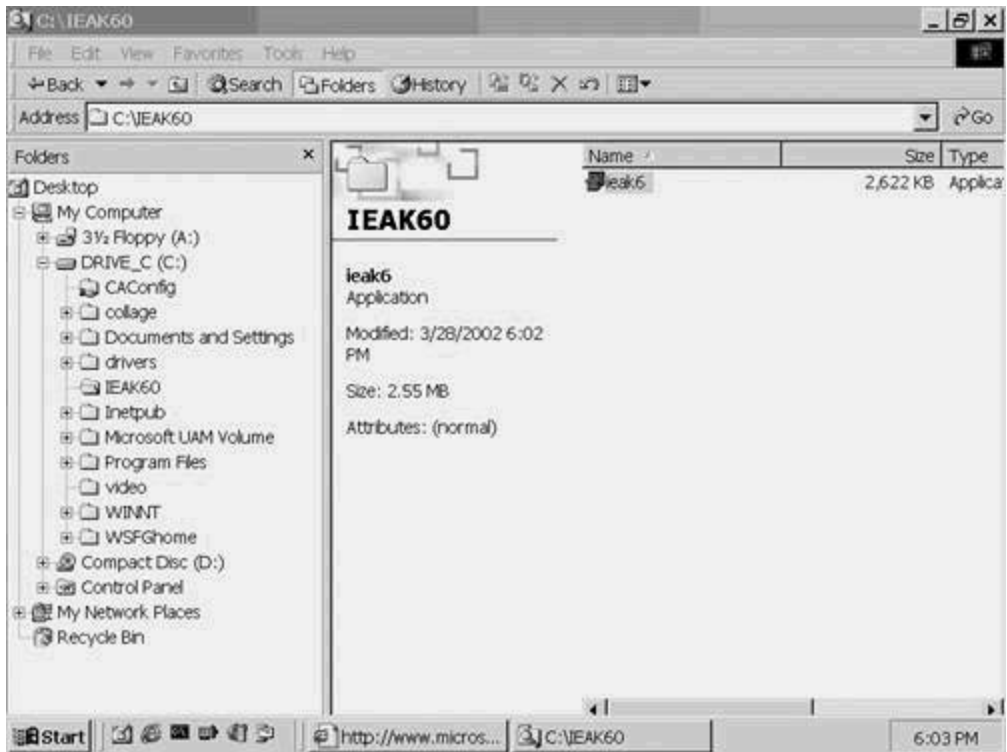 C:\IEAK60
File Edit View Favorites Tools Help
Back Search Folders History
Address C:\IEAK60 Go
Folders
Desktop
My Computer
3½ Floppy (A:)
DRIVE_C (C:)
CAConfig
collage
Documents and Settings
drivers
IEAK60
Inetpub
Microsoft UAM Volume
Program Files
video
WINNT
WSFGhome
Compact Disc (D:)
Control Panel
My Network Places
Recycle Bin
IEAK60
ieak6
Application
Modified: 3/28/2002 6:02
PM
Size: 2.55 MB
Attributes: (normal)
Name Size Type
ieak6 2,622 KB Applica
Start http://www.micros... C:\IEAK60 6:03 PM